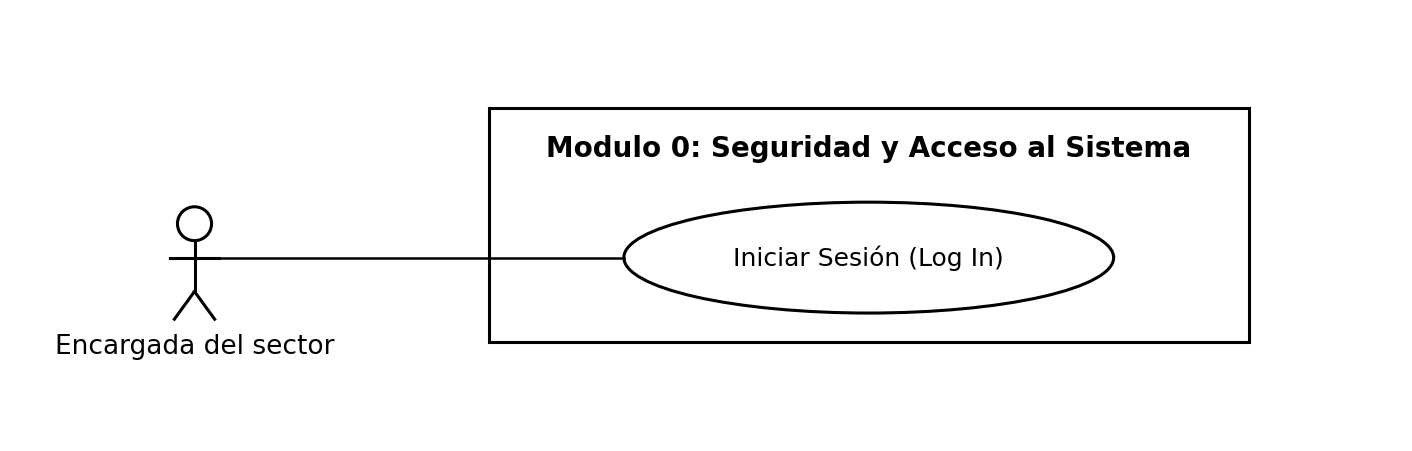 Modulo 0: Seguridad y Acceso al Sistema
Iniciar Sesión (Log In)
Encargada del sector